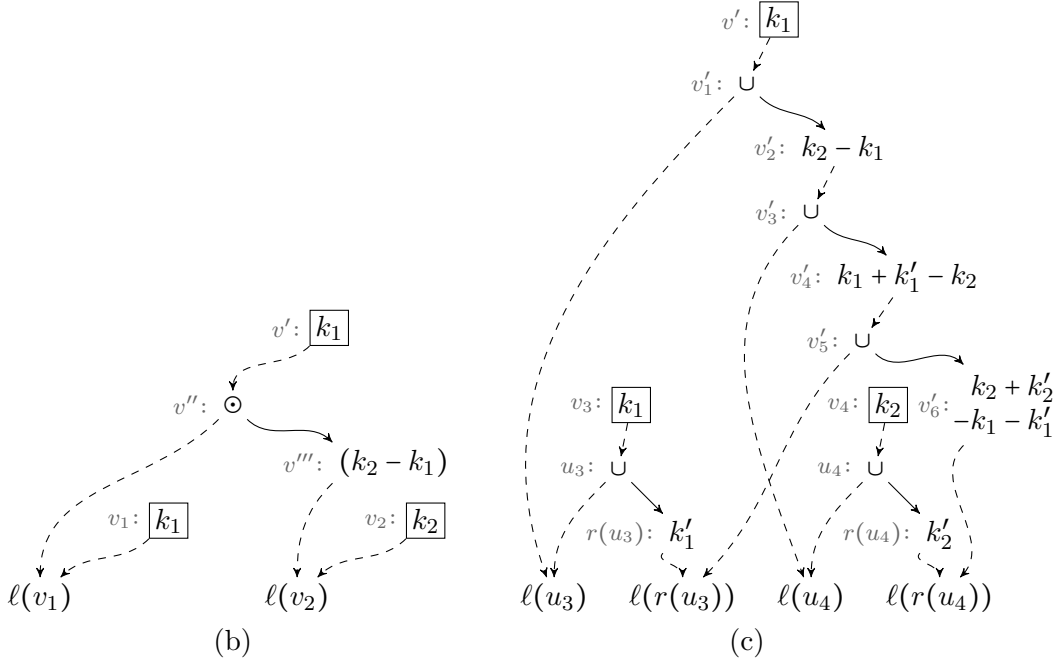 v′: k₁
v′₁: ∪
v′₂: k₂ − k₁
v′₃: ∪
v′₄: k₁ + k′₁ − k₂
v′: k₁
v′₅: ∪
v″: ⊙
v₃: k₁
v₄: k₂
v′₆: k₂ + k′₂
−k₁ − k′₁
v‴: (k₂ − k₁)
u₃: ∪
u₄: ∪
v₁: k₁
v₂: k₂
r(u₃): k′₁
r(u₄): k′₂
ℓ(v₁)
ℓ(v₂)
ℓ(u₃)
ℓ(r(u₃))
ℓ(u₄)
ℓ(r(u₄))
(b)
(c)